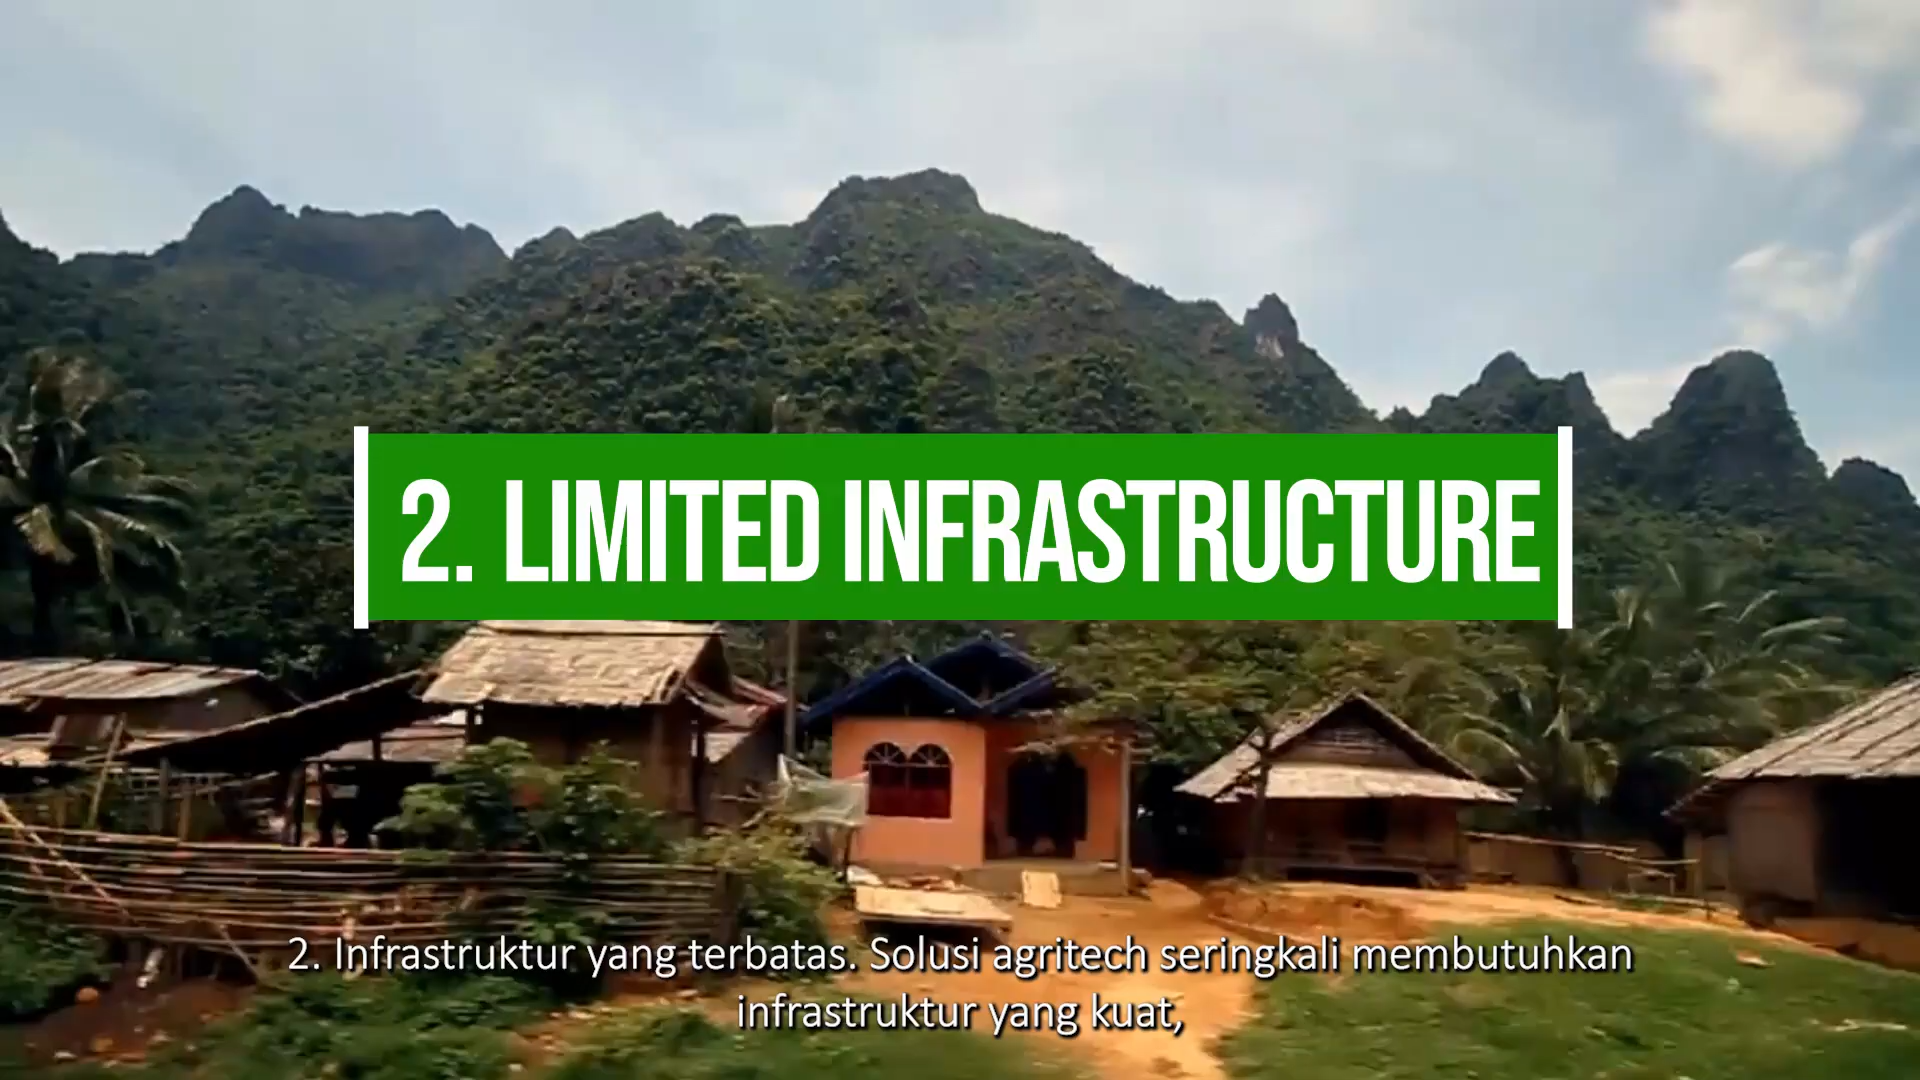 2. LIMITED INFRASTRUCTURE
2. Infrastruktur yang terbatas. Solusi agritech seringkali membutuhkan
infrastruktur yang kuat,